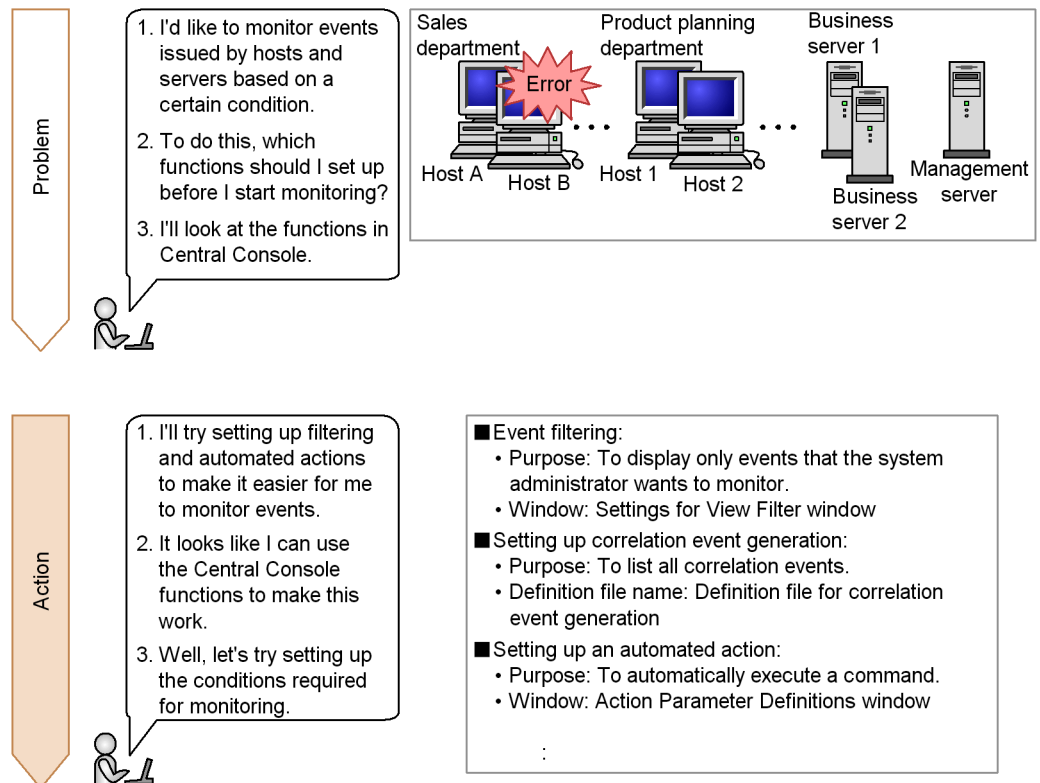 Problem
1. I'd like to monitor events
issued by hosts and
servers based on a
certain condition.
2. To do this, which
functions should I set up
before I start monitoring?
3. I'll look at the functions in
Central Console.
Sales
department
Error
Host A
Host B
• • •
Product planning
department
Host 1
Host 2
• • •
Business
server 1
Business
server 2
Management
server
Action
1. I'll try setting up filtering
and automated actions
to make it easier for me
to monitor events.
2. It looks like I can use
the Central Console
functions to make this
work.
3. Well, let's try setting up
the conditions required
for monitoring.
■ Event filtering:
• Purpose: To display only events that the system
administrator wants to monitor.
• Window: Settings for View Filter window
■ Setting up correlation event generation:
• Purpose: To list all correlation events.
• Definition file name: Definition file for correlation
event generation
■ Setting up an automated action:
• Purpose: To automatically execute a command.
• Window: Action Parameter Definitions window
: